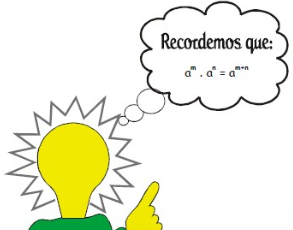 Recordemos que:
aᵐ . aⁿ = aᵐ⁺ⁿ